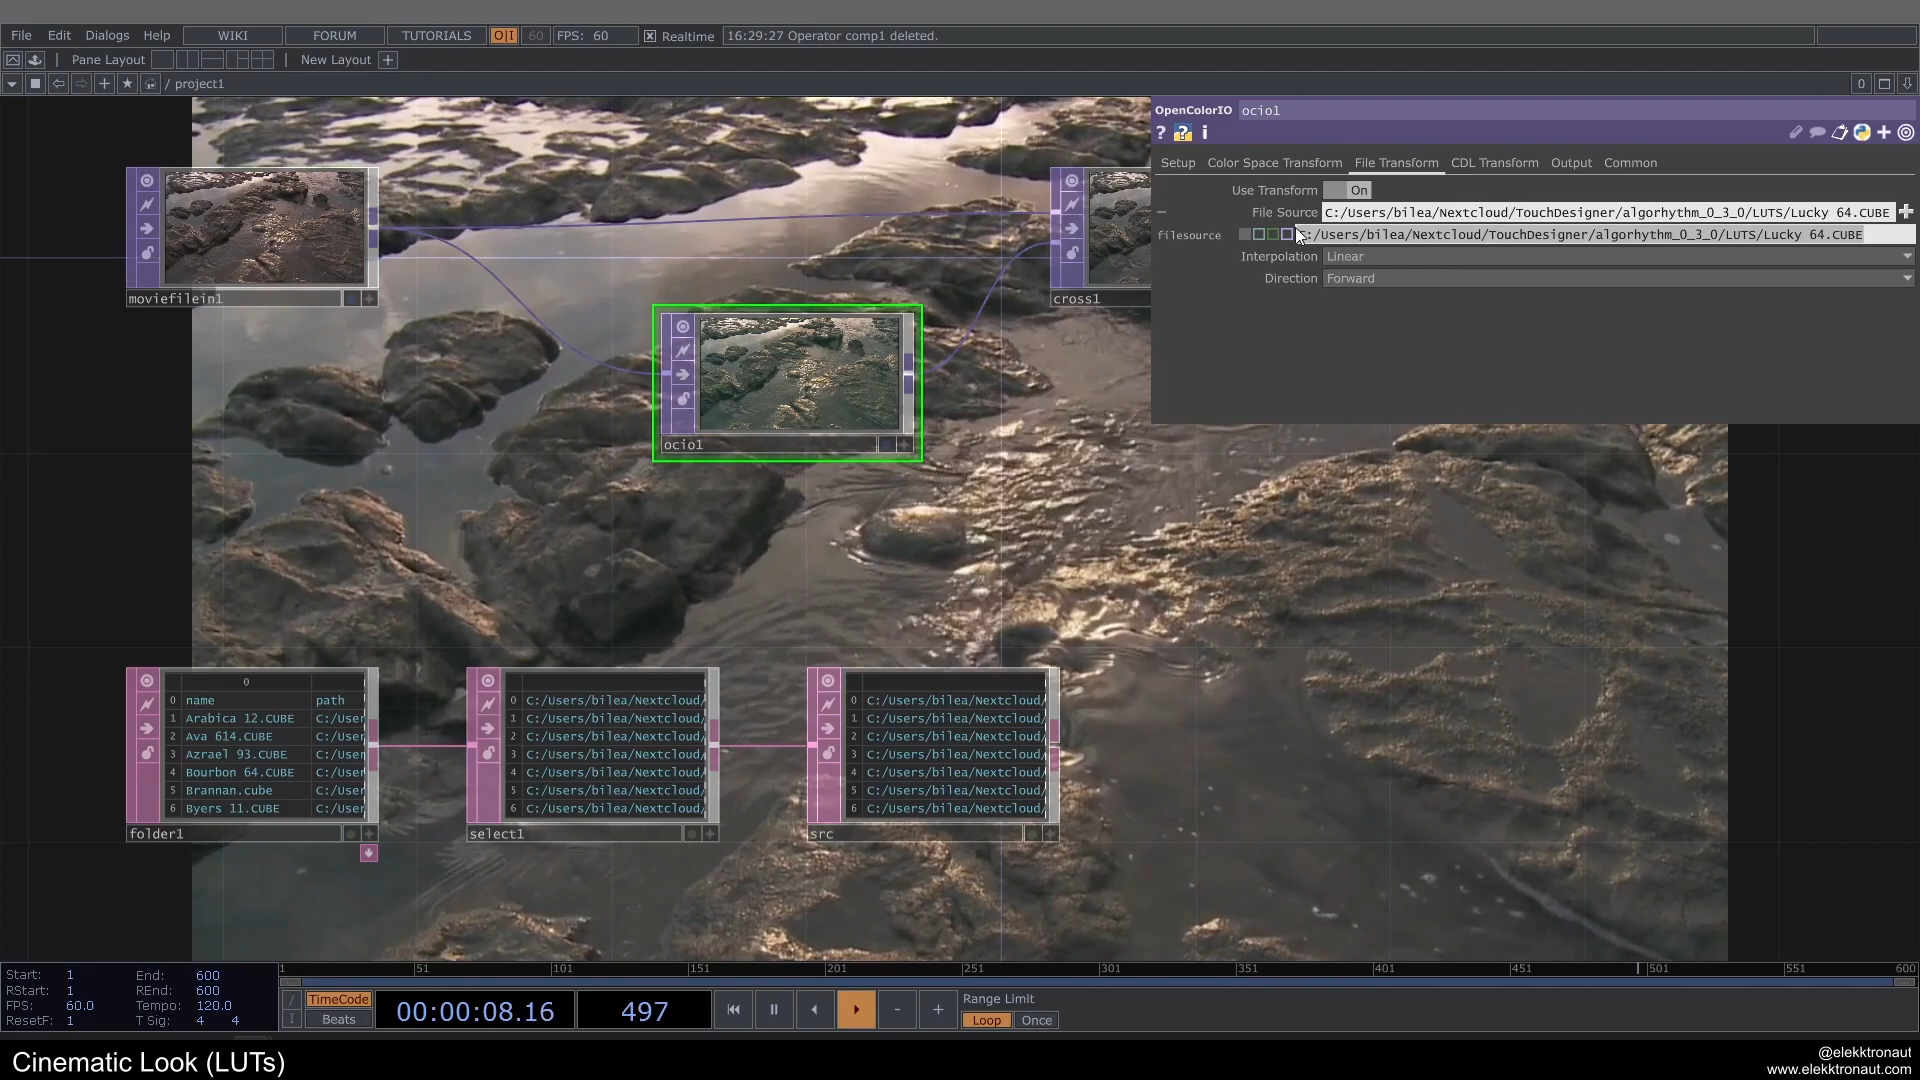 File Edit Dialogs Help WIKI FORUM TUTORIALS O|I 60 FPS: 60 Realtime 16:29:27 Operator comp1 deleted.
Pane Layout New Layout +
/ project1 0
OpenColorIO ocio1
? ? i
Setup Color Space Transform File Transform CDL Transform Output Common
Use Transform On
File Source C:/Users/bilea/Nextcloud/TouchDesigner/algorhythm_0_3_0/LUTS/Lucky 64.CUBE
filesource :/Users/bilea/Nextcloud/TouchDesigner/algorhythm_0_3_0/LUTS/Lucky 64.CUBE
Interpolation Linear
Direction Forward
moviefilein1
cross1
ocio1
0
0 name path
1 Arabica 12.CUBE C:/User
2 Ava 614.CUBE C:/User
3 Azrael 93.CUBE C:/User
4 Bourbon 64.CUBE C:/User
5 Brannan.cube C:/User
6 Byers 11.CUBE C:/User
folder1
0 C:/Users/bilea/Nextcloud/
1 C:/Users/bilea/Nextcloud/
2 C:/Users/bilea/Nextcloud/
3 C:/Users/bilea/Nextcloud/
4 C:/Users/bilea/Nextcloud/
5 C:/Users/bilea/Nextcloud/
6 C:/Users/bilea/Nextcloud/
select1
0 C:/Users/bilea/Nextcloud/
1 C:/Users/bilea/Nextcloud/
2 C:/Users/bilea/Nextcloud/
3 C:/Users/bilea/Nextcloud/
4 C:/Users/bilea/Nextcloud/
5 C:/Users/bilea/Nextcloud/
6 C:/Users/bilea/Nextcloud/
src
1 51 101 151 201 251 301 351 401 451 501 551 600
Start: 1 End: 600
RStart: 1 REnd: 600
FPS: 60.0 Tempo: 120.0
ResetF: 1 T Sig: 4 4
/ TimeCode
I Beats
00:00:08.16 497 - +
Range Limit
Loop Once
Cinematic Look (LUTs)
@elekktronaut
www.elekktronaut.com